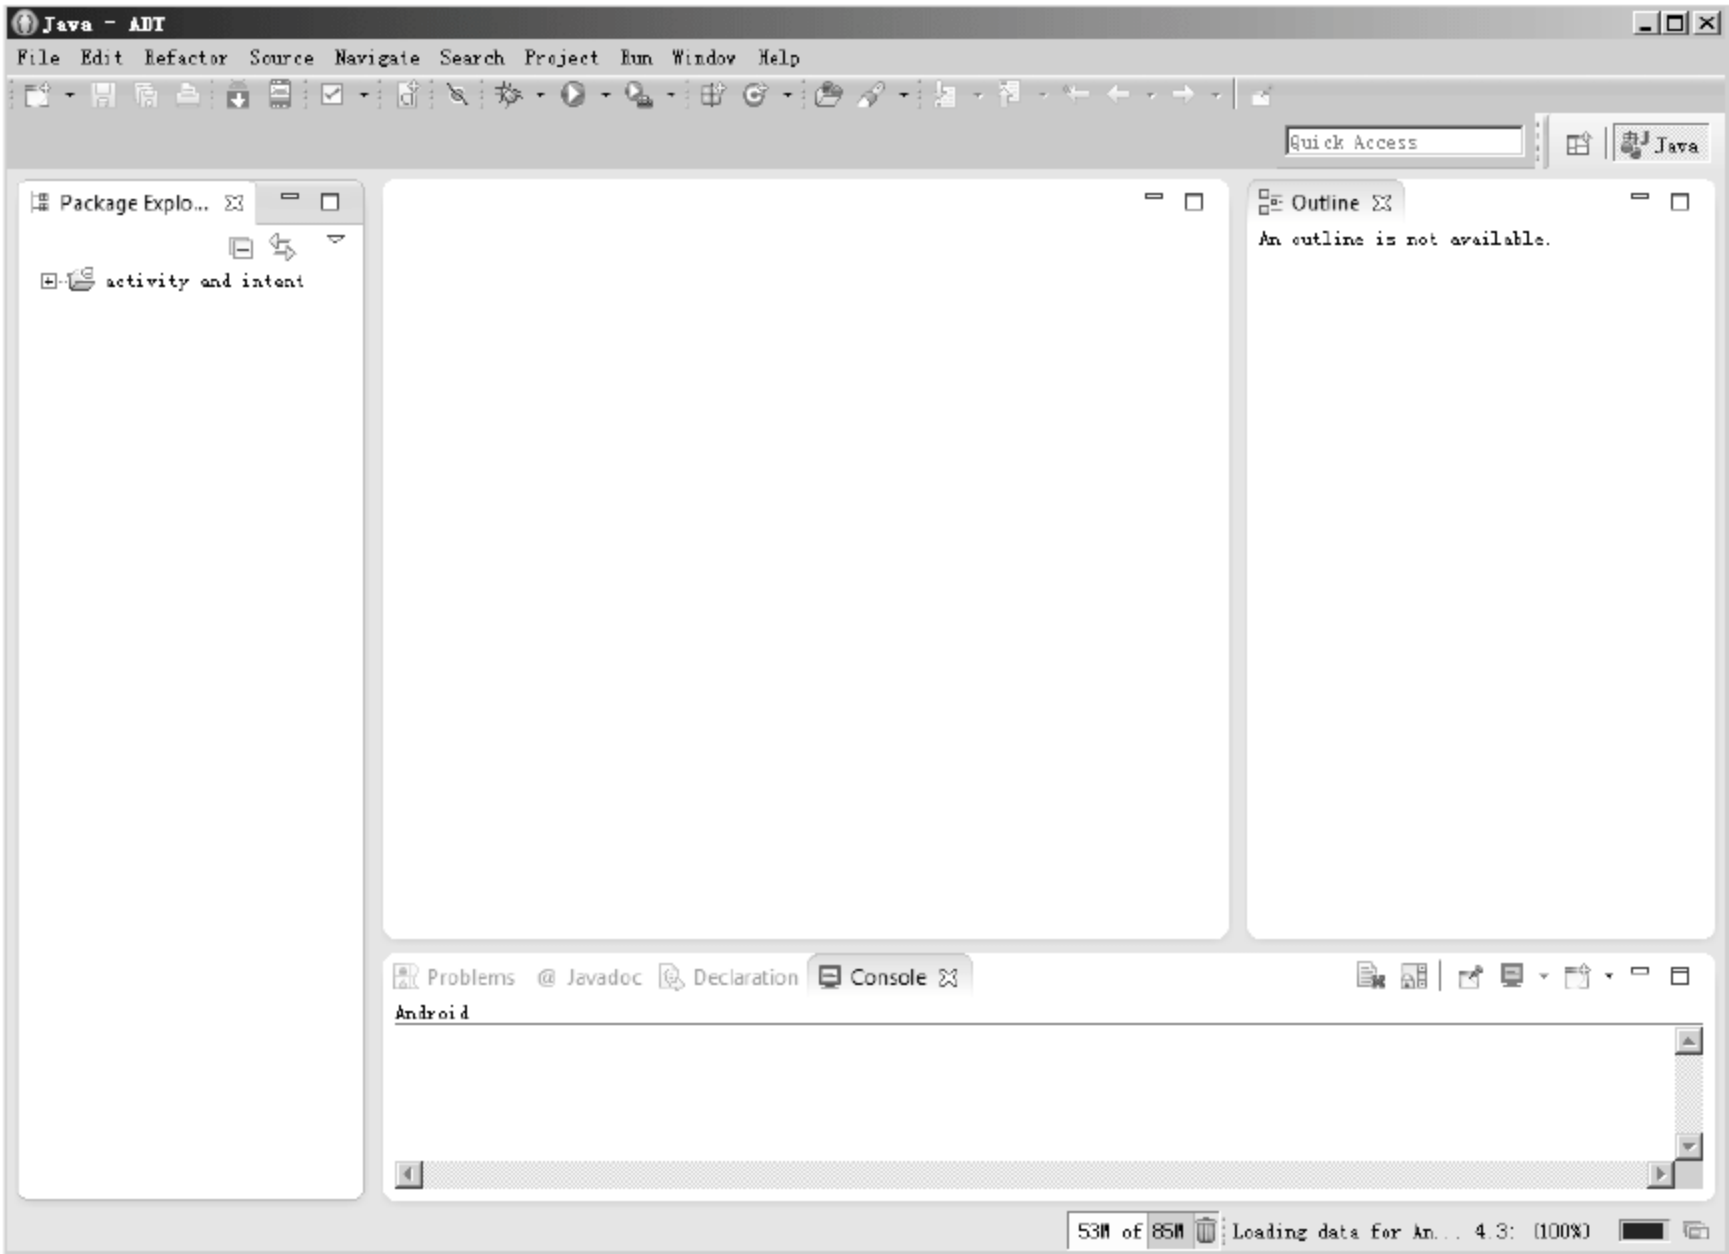 Java - ADT
File Edit Refactor Source Navigate Search Project Run Window Help
Quick Access
Java
Package Explo...
activity and intent
Outline
An outline is not available.
Problems @ Javadoc Declaration Console
Android
53M of 85M Loading data for An... 4.3: (100%)